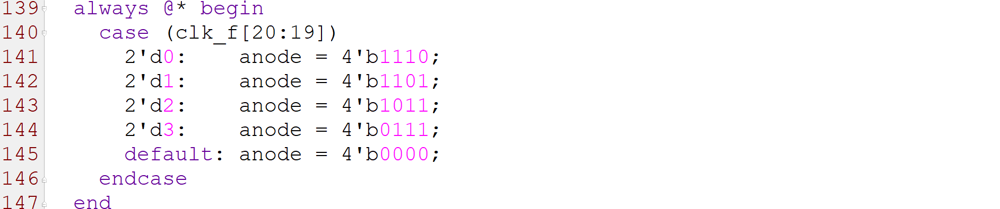 139 always @* begin
140 case (clk_f[20:19])
141 2'd0: anode = 4'b1110;
142 2'd1: anode = 4'b1101;
143 2'd2: anode = 4'b1011;
144 2'd3: anode = 4'b0111;
145 default: anode = 4'b0000;
146 endcase
147 end